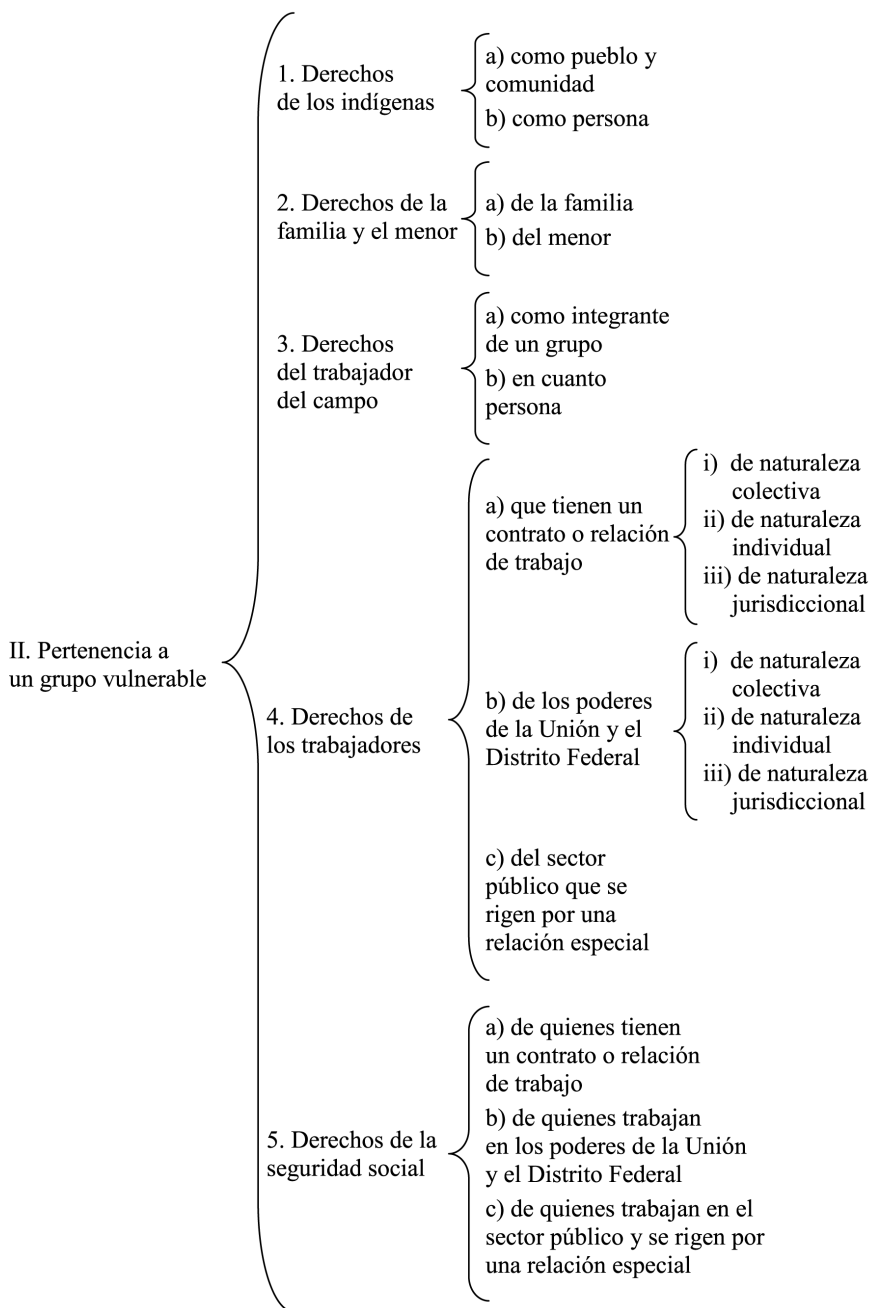 II. Pertenencia a
un grupo vulnerable
1. Derechos
de los indígenas
a) como pueblo y
comunidad
b) como persona
2. Derechos de la
familia y el menor
a) de la familia
b) del menor
3. Derechos
del trabajador
del campo
a) como integrante
de un grupo
b) en cuanto
persona
4. Derechos de
los trabajadores
a) que tienen un
contrato o relación
de trabajo
i) de naturaleza
colectiva
ii) de naturaleza
individual
iii) de naturaleza
jurisdiccional
b) de los poderes
de la Unión y el
Distrito Federal
i) de naturaleza
colectiva
ii) de naturaleza
individual
iii) de naturaleza
jurisdiccional
c) del sector
público que se
rigen por una
relación especial
5. Derechos de la
seguridad social
a) de quienes tienen
un contrato o relación
de trabajo
b) de quienes trabajan
en los poderes de la Unión
y el Distrito Federal
c) de quienes trabajan en el
sector público y se rigen por
una relación especial